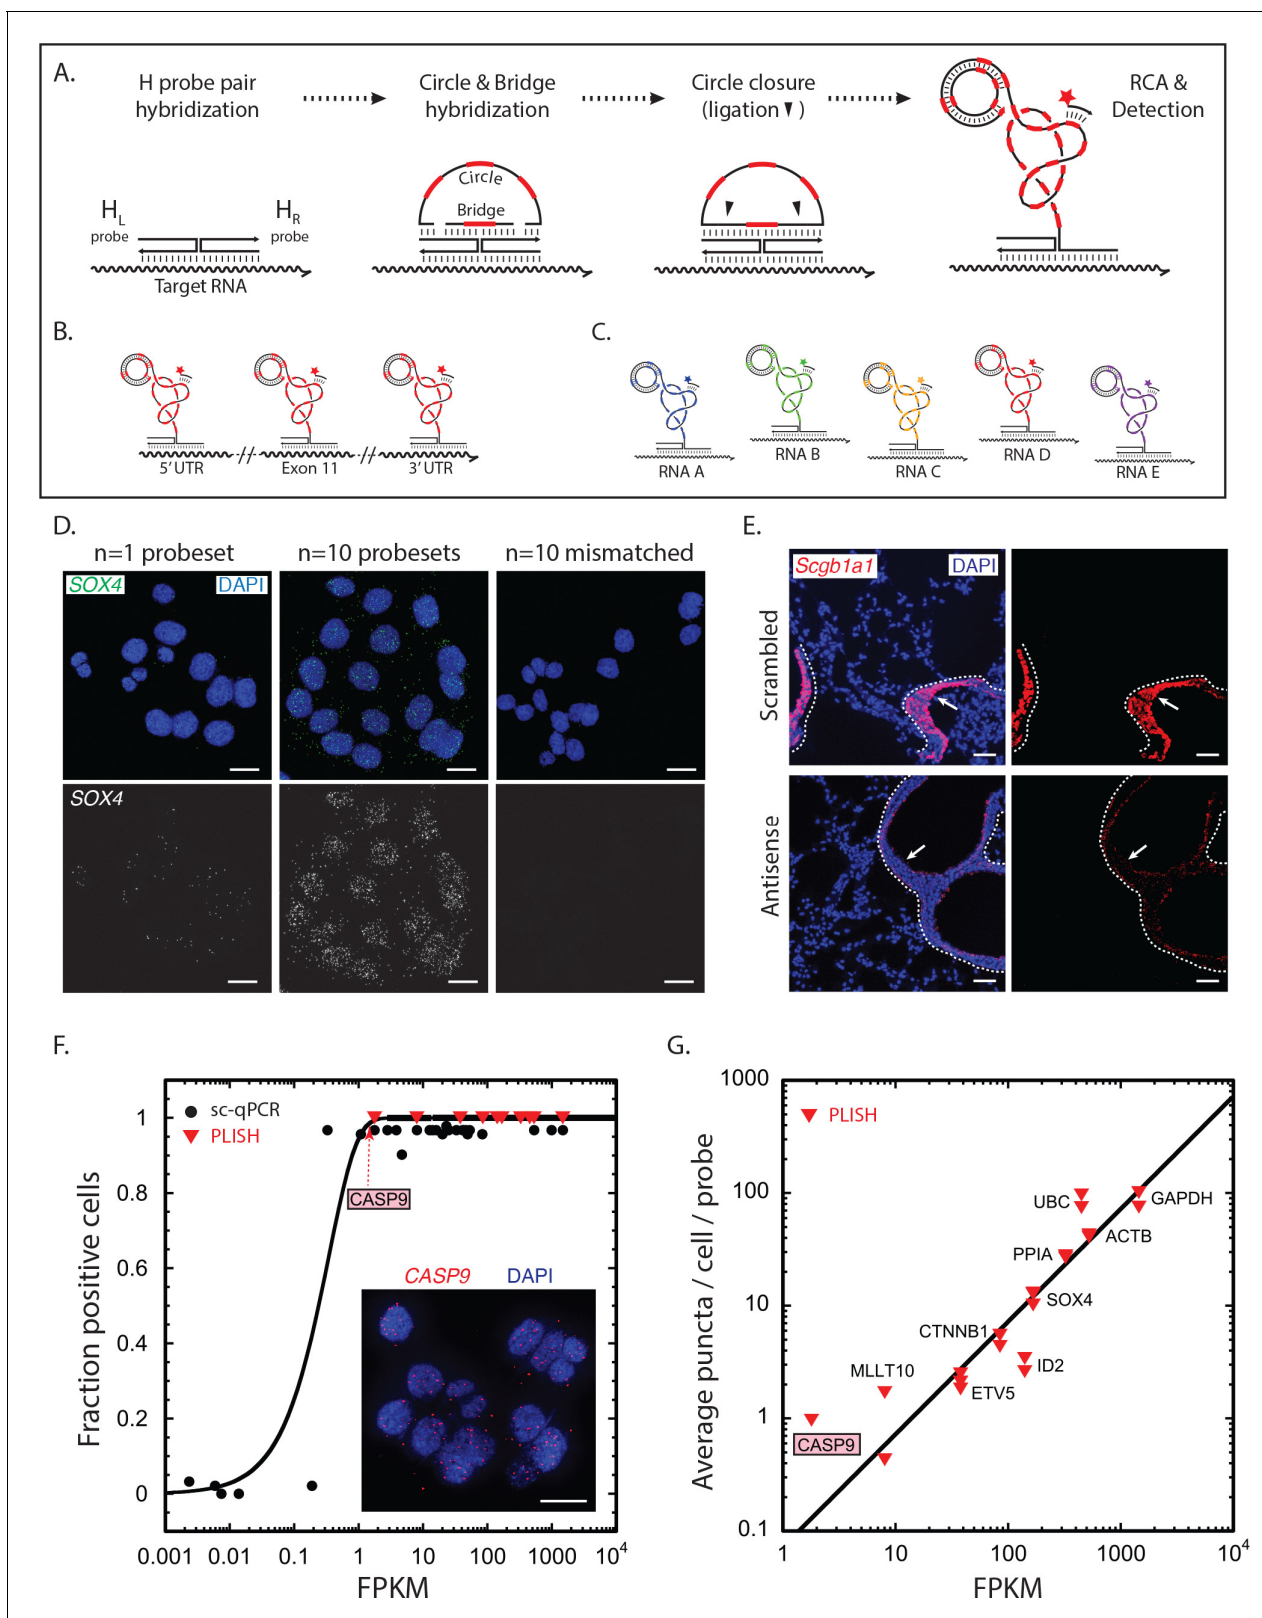 A.
H probe pair
hybridization
Circle & Bridge
hybridization
Circle closure
(ligation )
RCA &
Detection
Circle
Bridge
HL
probe
HR
probe
Target RNA
B.
5′ UTR
Exon 11
3′ UTR
C.
RNA A
RNA B
RNA C
RNA D
RNA E
D.
n=1 probeset
n=10 probesets
n=10 mismatched
SOX4
DAPI
SOX4
E.
Scgb1a1
DAPI
Scrambled
Antisense
F.
sc-qPCR
PLISH
CASP9
CASP9
DAPI
Fraction positive cells
1
0.8
0.6
0.4
0.2
0
0.001
0.01
0.1
1
10
100
1000
10⁴
FPKM
G.
PLISH
UBC
GAPDH
ACTB
PPIA
SOX4
CTNNB1
ID2
MLLT10
ETV5
CASP9
Average puncta / cell / probe
1000
100
10
1
0.1
1
10
100
1000
10⁴
FPKM